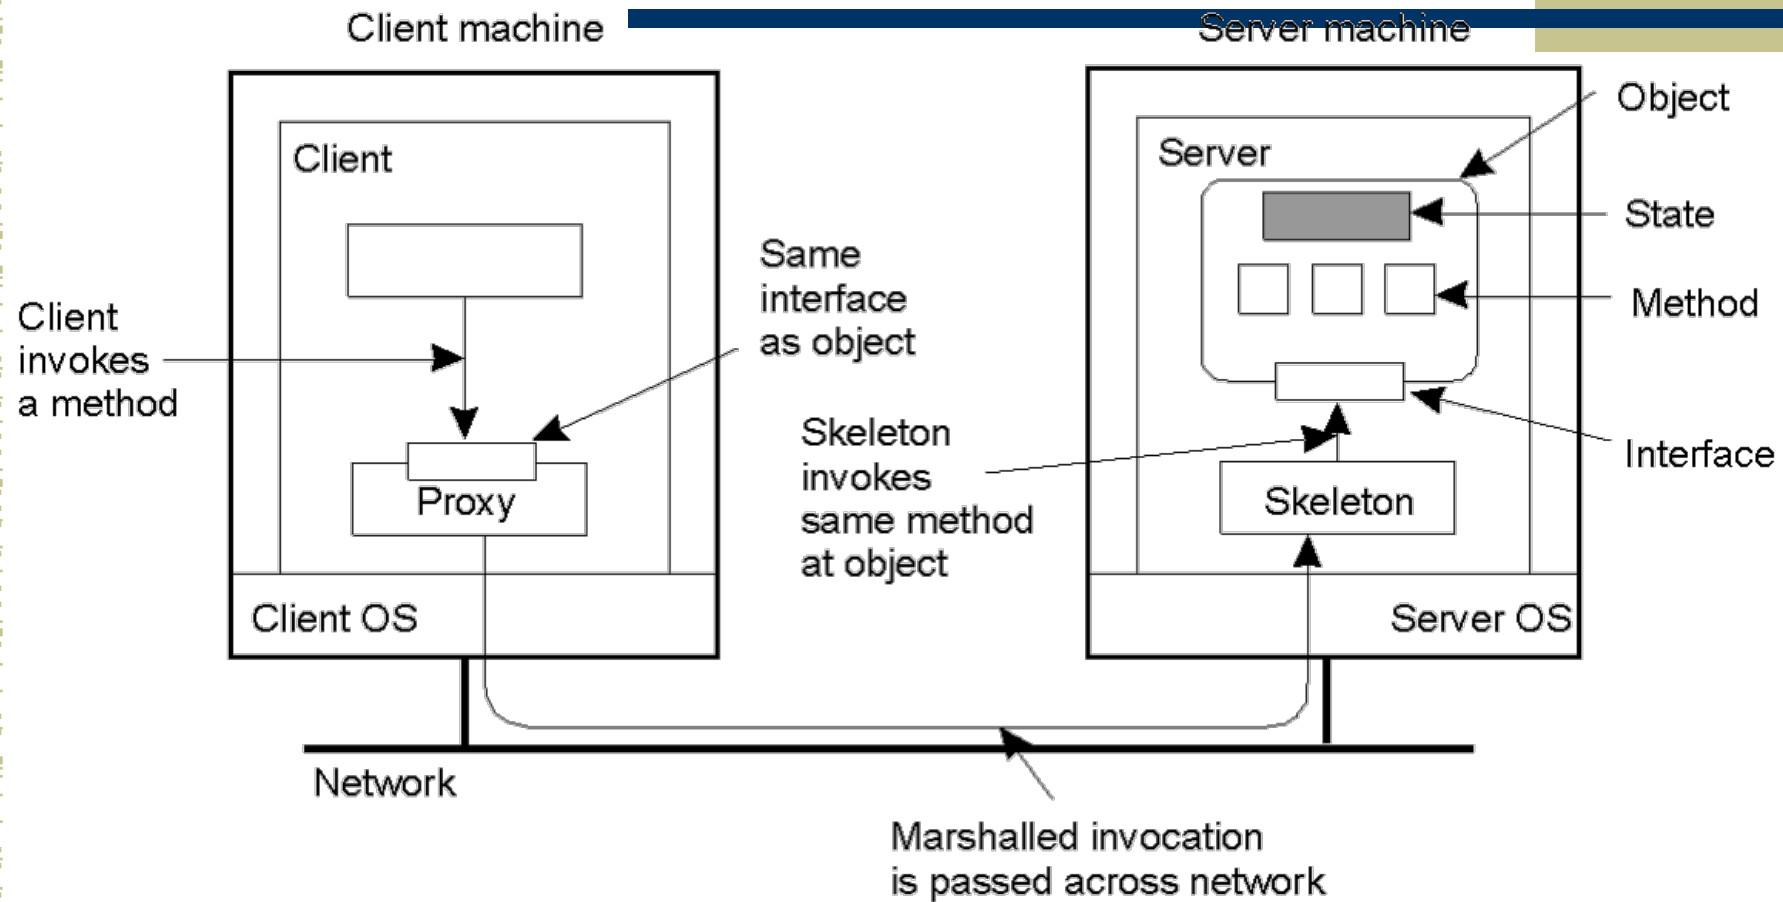 Client machine
Server machine
Object
Client
Server
State
Same
interface
as object
Method
Client
invokes
a method
Skeleton
invokes
same method
at object
Interface
Proxy
Skeleton
Client OS
Server OS
Network
Marshalled invocation
is passed across network